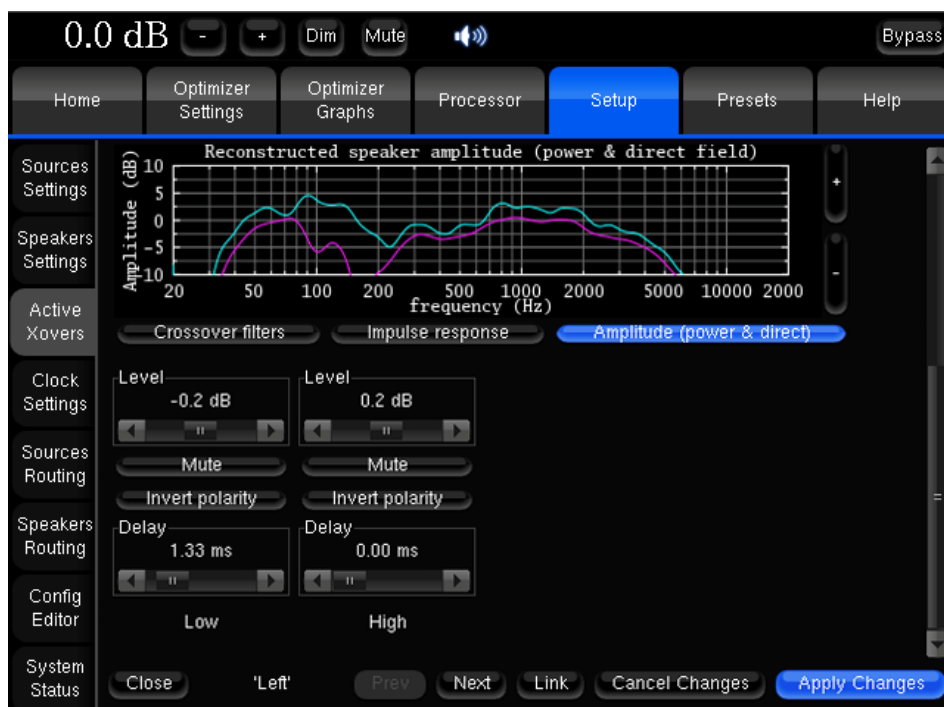 0.0 dB - + Dim Mute Bypass
Home Optimizer Settings Optimizer Graphs Processor Setup Presets Help
Sources Settings
Speakers Settings
Active Xovers
Clock Settings
Sources Routing
Speakers Routing
Config Editor
System Status
Reconstructed speaker amplitude (power & direct field)
Amplitude (dB)
10
5
0
-5
-10
20 50 100 200 500 1000 2000 5000 10000 2000
frequency (Hz)
+
-
Crossover filters Impulse response Amplitude (power & direct)
Level Level
-0.2 dB 0.2 dB
Mute Mute
Invert polarity Invert polarity
Delay Delay
1.33 ms 0.00 ms
Low High
Close 'Left' Prev Next Link Cancel Changes Apply Changes